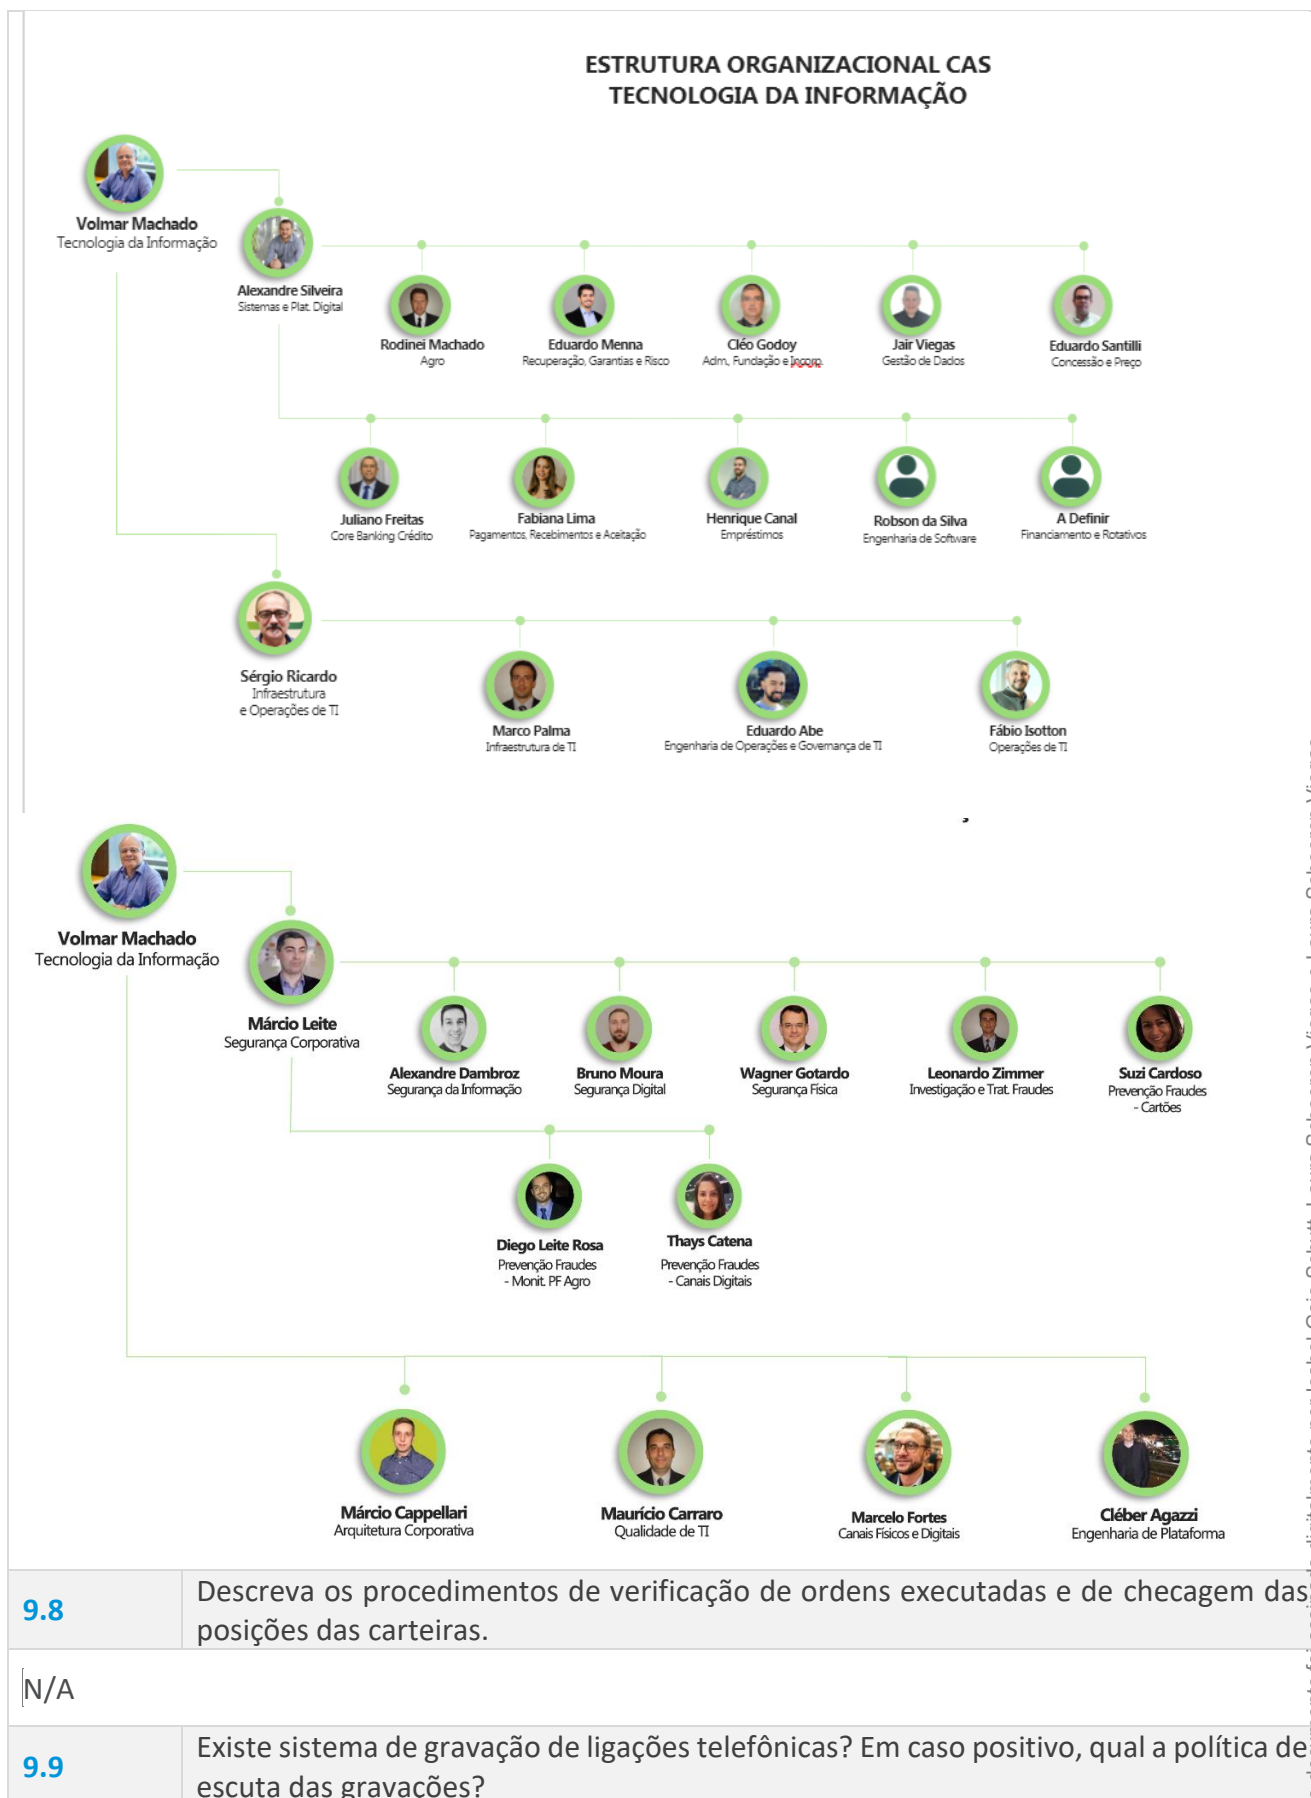 ESTRUTURA ORGANIZACIONAL CAS
TECNOLOGIA DA INFORMAÇÃO
Volmar Machado
Tecnologia da Informação
Alexandre Silveira
Sistemas e Plat. Digital
Rodinei Machado
Agro
Eduardo Menna
Recuperação, Garantias e Risco
Cléo Godoy
Adm., Fundação e Incorp.
Jair Viegas
Gestão de Dados
Eduardo Santilli
Concessão e Preço
Juliano Freitas
Core Banking Crédito
Fabiana Lima
Pagamentos, Recebimentos e Aceitação
Henrique Canal
Empréstimos
Robson da Silva
Engenharia de Software
A Definir
Financiamento e Rotativos
Sérgio Ricardo
Infraestrutura
e Operações de TI
Marco Palma
Infraestrutura de TI
Eduardo Abe
Engenharia de Operações e Governança de TI
Fábio Isotton
Operações de TI
Volmar Machado
Tecnologia da Informação
Márcio Leite
Segurança Corporativa
Alexandre Dambroz
Segurança da Informação
Bruno Moura
Segurança Digital
Wagner Gotardo
Segurança Física
Leonardo Zimmer
Investigação e Trat. Fraudes
Suzi Cardoso
Prevenção Fraudes
- Cartões
Diego Leite Rosa
Prevenção Fraudes
- Monit. PF Agro
Thays Catena
Prevenção Fraudes
- Canais Digitais
Márcio Cappellari
Arquitetura Corporativa
Maurício Carraro
Qualidade de TI
Marcelo Fortes
Canais Físicos e Digitais
Cléber Agazzi
Engenharia de Plataforma
9.8
Descreva os procedimentos de verificação de ordens executadas e de checagem das
posições das carteiras.
N/A
9.9
Existe sistema de gravação de ligações telefônicas? Em caso positivo, qual a política de
escuta das gravações?